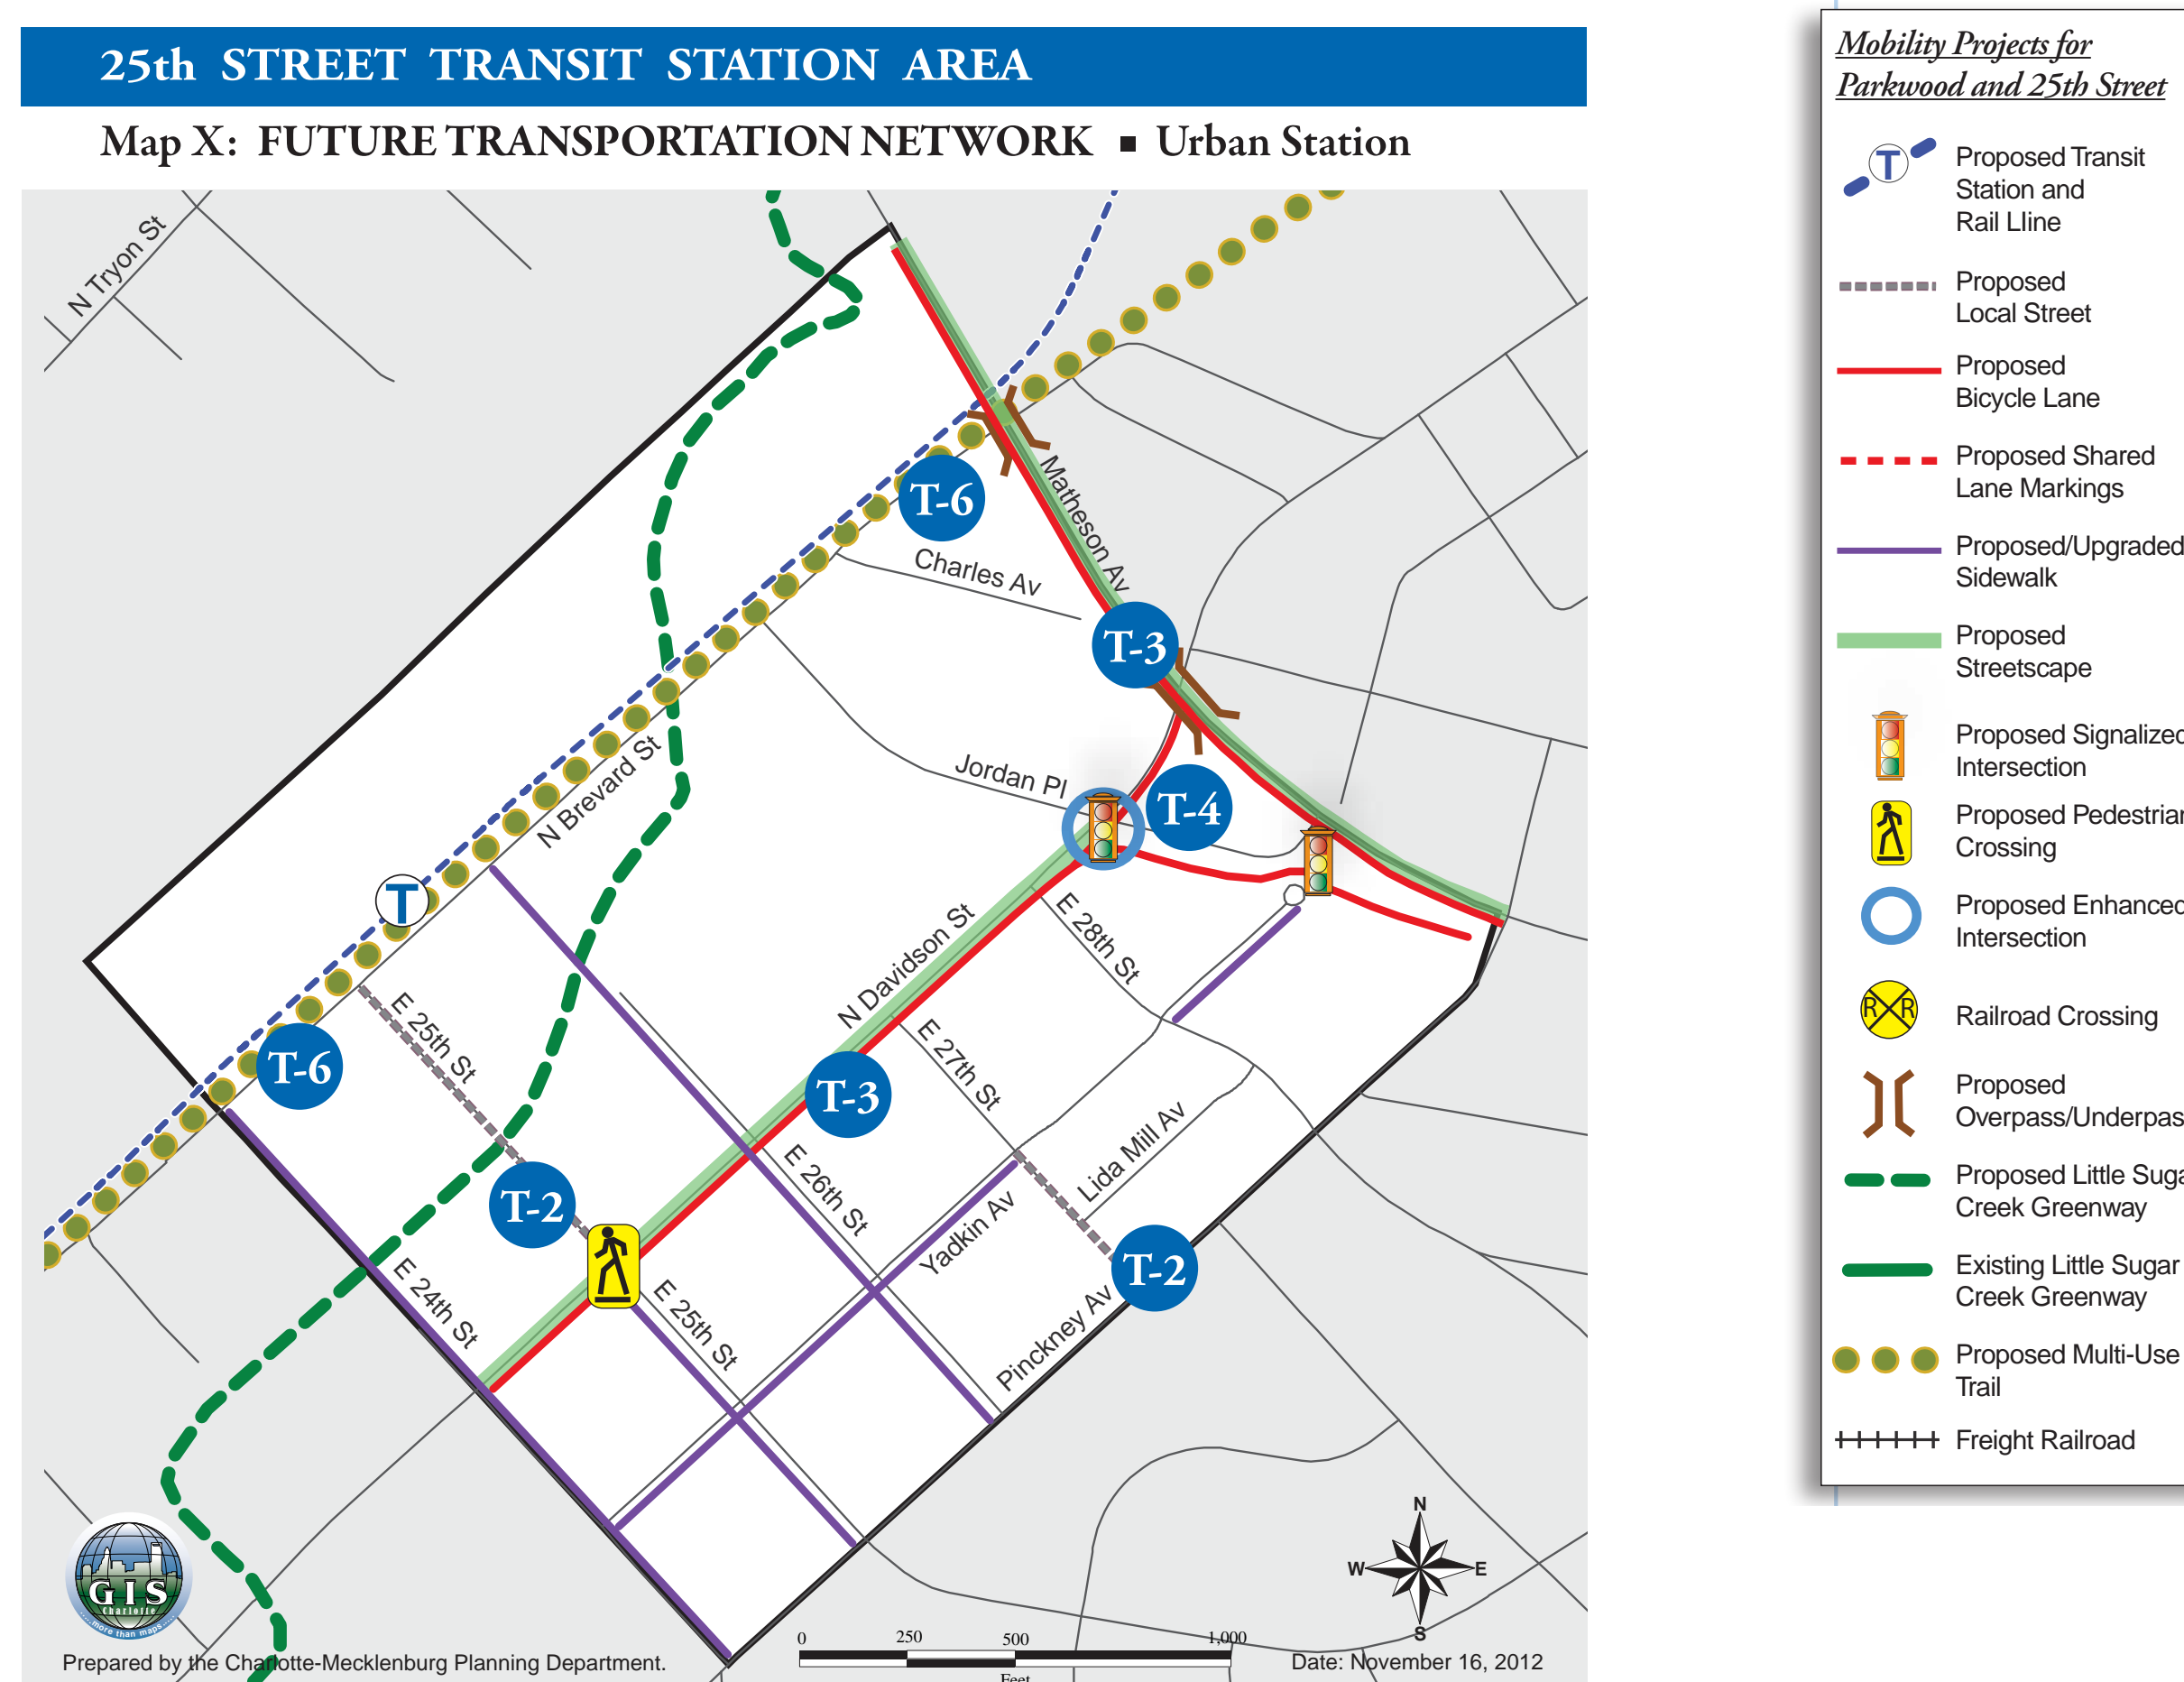 25th STREET TRANSIT STATION AREA
Map X: FUTURE TRANSPORTATION NETWORK ▪ Urban Station
N Tryon St
Matheson Av
T-6
Charles Av
T-3
N Brevard St
Jordan Pl
T-4
T
E 28th St
N Davidson St
E 25th St
E 27th St
T-6
T-3
Lida Mill Av
E 26th St
T-2
Yadkin Av
E 24th St
E 25th St
T-2
Pinckney Av
GIS
Charlotte
....more than maps....
Prepared by the Charlotte-Mecklenburg Planning Department.
0 250 500 1,000
Feet
N
W E
S
Date: November 16, 2012
Mobility Projects for
Parkwood and 25th Street
T
Proposed Transit
Station and
Rail Lline
Proposed
Local Street
Proposed
Bicycle Lane
Proposed Shared
Lane Markings
Proposed/Upgraded
Sidewalk
Proposed
Streetscape
Proposed Signalized
Intersection
Proposed Pedestrian
Crossing
Proposed Enhanced
Intersection
R R
Railroad Crossing
Proposed
Overpass/Underpas
Proposed Little Suga
Creek Greenway
Existing Little Sugar
Creek Greenway
Proposed Multi-Use
Trail
Freight Railroad